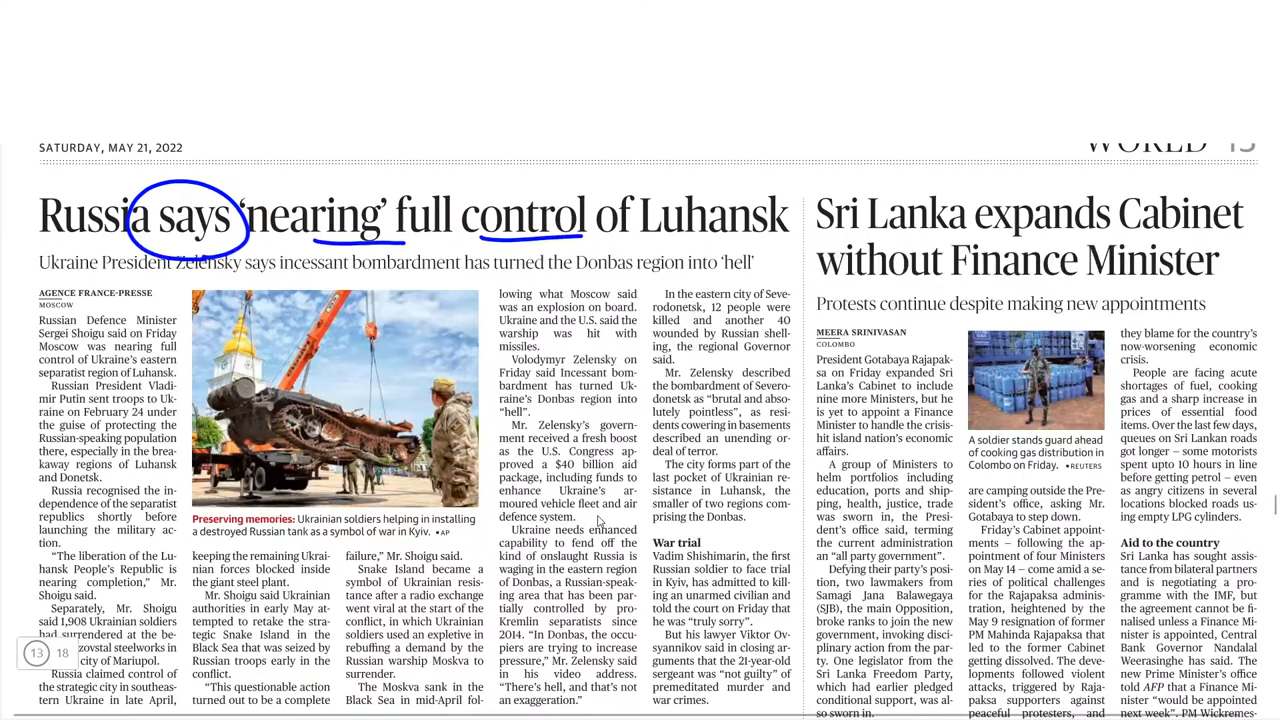 SATURDAY, MAY 21, 2022
WORLD 13
Russia says ‘nearing’ full control of Luhansk
Ukraine President Zelensky says incessant bombardment has turned the Donbas region into ‘hell’
AGENCE FRANCE-PRESSE
MOSCOW
Russian Defence Minister
Sergei Shoigu said on Friday
Moscow was nearing full
control of Ukraine’s eastern
separatist region of Luhansk.
Russian President Vladi-
mir Putin sent troops to Uk-
raine on February 24 under
the guise of protecting the
Russian-speaking population
there, especially in the brea-
kaway regions of Luhansk
and Donetsk.
Russia recognised the in-
dependence of the separatist
republics shortly before
launching the military ac-
tion.
“The liberation of the Lu-
hansk People’s Republic is
nearing completion,” Mr.
Shoigu said.
Separately, Mr. Shoigu
said 1,908 Ukrainian soldiers
had surrendered at the be-
zovstal steelworks in
city of Mariupol.
Russia claimed control of
the strategic city in southeas-
tern Ukraine in late April,
13 18
Preserving memories: Ukrainian soldiers helping in installing
a destroyed Russian tank as a symbol of war in Kyiv. ▪AP
keeping the remaining Ukrai-
nian forces blocked inside
the giant steel plant.
Mr. Shoigu said Ukrainian
authorities in early May at-
tempted to retake the stra-
tegic Snake Island in the
Black Sea that was seized by
Russian troops early in the
conflict.
“This questionable action
turned out to be a complete
failure,” Mr. Shoigu said.
Snake Island became a
symbol of Ukrainian resis-
tance after a radio exchange
went viral at the start of the
conflict, in which Ukrainian
soldiers used an expletive in
rebuffing a demand by the
Russian warship Moskva to
surrender.
The Moskva sank in the
Black Sea in mid-April fol-
lowing what Moscow said
was an explosion on board.
Ukraine and the U.S. said the
warship was hit with
missiles.
Volodymyr Zelensky on
Friday said Incessant bom-
bardment has turned Uk-
raine’s Donbas region into
“hell”.
Mr. Zelensky’s govern-
ment received a fresh boost
as the U.S. Congress ap-
proved a $40 billion aid
package, including funds to
enhance Ukraine’s ar-
moured vehicle fleet and air
defence system.
Ukraine needs enhanced
capability to fend off the
kind of onslaught Russia is
waging in the eastern region
of Donbas, a Russian-speak-
ing area that has been par-
tially controlled by pro-
Kremlin separatists since
2014. “In Donbas, the occu-
piers are trying to increase
pressure,” Mr. Zelensky said
in his video address.
“There’s hell, and that’s not
an exaggeration.”
In the eastern city of Seve-
rodonetsk, 12 people were
killed and another 40
wounded by Russian shell-
ing, the regional Governor
said.
Mr. Zelensky described
the bombardment of Severo-
donetsk as “brutal and abso-
lutely pointless”, as resi-
dents cowering in basements
described an unending or-
deal of terror.
The city forms part of the
last pocket of Ukrainian re-
sistance in Luhansk, the
smaller of two regions com-
prising the Donbas.
War trial
Vadim Shishimarin, the first
Russian soldier to face trial
in Kyiv, has admitted to kill-
ing an unarmed civilian and
told the court on Friday that
he was “truly sorry”.
But his lawyer Viktor Ov-
syannikov said in closing ar-
guments that the 21-year-old
sergeant was “not guilty” of
premeditated murder and
war crimes.
Sri Lanka expands Cabinet
without Finance Minister
Protests continue despite making new appointments
MEERA SRINIVASAN
COLOMBO
President Gotabaya Rajapak-
sa on Friday expanded Sri
Lanka’s Cabinet to include
nine more Ministers, but he
is yet to appoint a Finance
Minister to handle the crisis-
hit island nation’s economic
affairs.
A group of Ministers to
helm portfolios including
education, ports and ship-
ping, health, justice, trade
was sworn in, the Presi-
dent’s office said, terming
the current administration
an “all party government”.
Defying their party’s posi-
tion, two lawmakers from
Samagi Jana Balawegaya
(SJB), the main Opposition,
broke ranks to join the new
government, invoking disci-
plinary action from the par-
ty. One legislator from the
Sri Lanka Freedom Party,
which had earlier pledged
conditional support, was al-
so sworn in.
A soldier stands guard ahead
of cooking gas distribution in
Colombo on Friday. ▪REUTERS
are camping outside the Pre-
sident’s office, asking Mr.
Gotabaya to step down.
Friday’s Cabinet appoint-
ments – following the ap-
pointment of four Ministers
on May 14 – come amid a se-
ries of political challenges
for the Rajapaksa adminis-
tration, heightened by the
May 9 resignation of former
PM Mahinda Rajapaksa that
led to the former Cabinet
getting dissolved. The deve-
lopments followed violent
attacks, triggered by Raja-
paksa supporters against
peaceful protesters, and
they blame for the country’s
now-worsening economic
crisis.
People are facing acute
shortages of fuel, cooking
gas and a sharp increase in
prices of essential food
items. Over the last few days,
queues on Sri Lankan roads
got longer – some motorists
spent upto 10 hours in line
before getting petrol – even
as angry citizens in several
locations blocked roads us-
ing empty LPG cylinders.
Aid to the country
Sri Lanka has sought assis-
tance from bilateral partners
and is negotiating a pro-
gramme with the IMF, but
the agreement cannot be fi-
nalised unless a Finance Mi-
nister is appointed, Central
Bank Governor Nandalal
Weerasinghe has said. The
new Prime Minister’s office
told AFP that a Finance Mi-
nister “would be appointed
next week”. PM Wickremes-